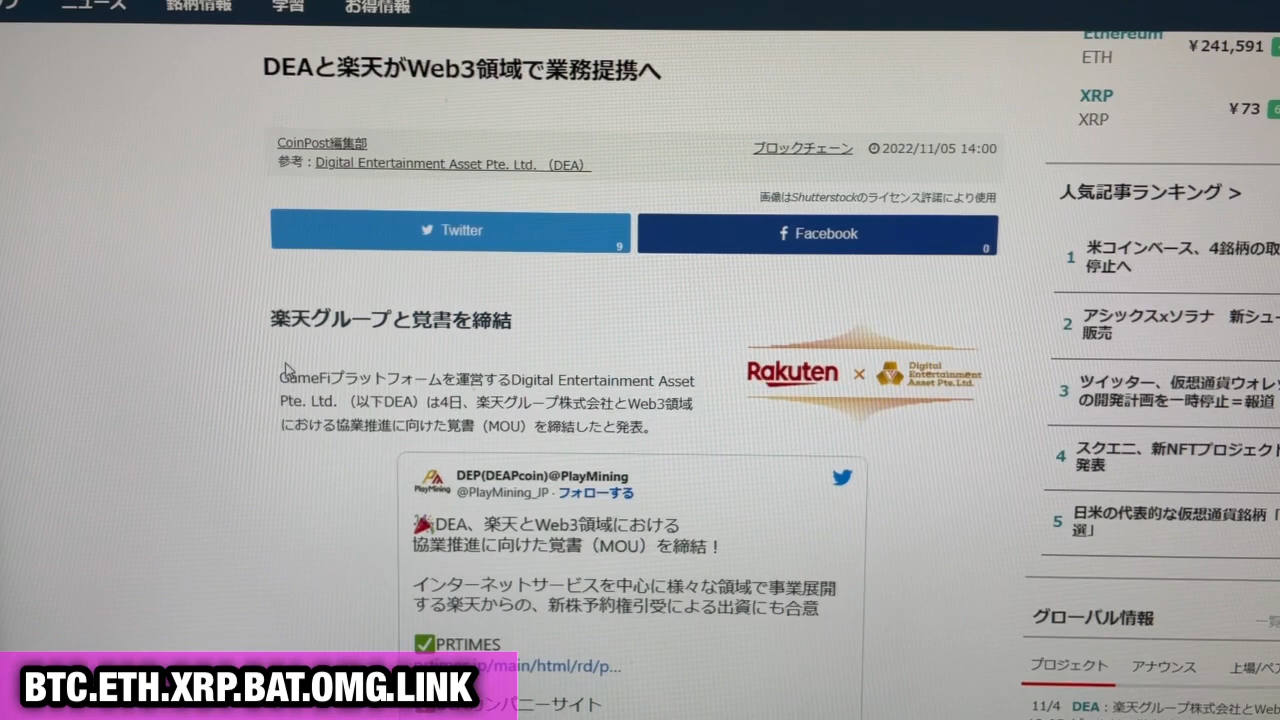 ニュース
銘柄情報
学習
お得情報
DEAと楽天がWeb3領域で業務提携へ
CoinPost編集部
参考：Digital Entertainment Asset Pte. Ltd. （DEA）
ブロックチェーン 2022/11/05 14:00
画像はShutterstockのライセンス許諾により使用
Twitter
9
Facebook
0
楽天グループと覚書を締結
GameFiプラットフォームを運営するDigital Entertainment Asset
Pte. Ltd. （以下DEA）は4日、楽天グループ株式会社とWeb3領域
における協業推進に向けた覚書（MOU）を締結したと発表。
Rakuten × Digital
Entertainment
Asset Pte.Ltd.
PlayMining
DEP(DEAPcoin)@PlayMining
@PlayMining_JP · フォローする
DEA、楽天とWeb3領域における
協業推進に向けた覚書（MOU）を締結！
インターネットサービスを中心に様々な領域で事業展開
する楽天からの、新株予約権引受による出資にも合意
PRTIMES
prtimes.jp/main/html/rd/p...
ンパニーサイト
Ethereum
ETH
¥241,591
XRP
XRP
¥73
人気記事ランキング >
1 米コインベース、4銘柄の取
停止へ
2 アシックスxソラナ 新シュー
販売
3 ツイッター、仮想通貨ウォレッ
の開発計画を一時停止＝報道
4 スクエニ、新NFTプロジェクト
発表
5 日米の代表的な仮想通貨銘柄「
選」
グローバル情報
一覧
プロジェクト
アナウンス
上場/ペ
11/4 DEA：楽天グループ株式会社とWeb
BTC.ETH.XRP.BAT.OMG.LINK